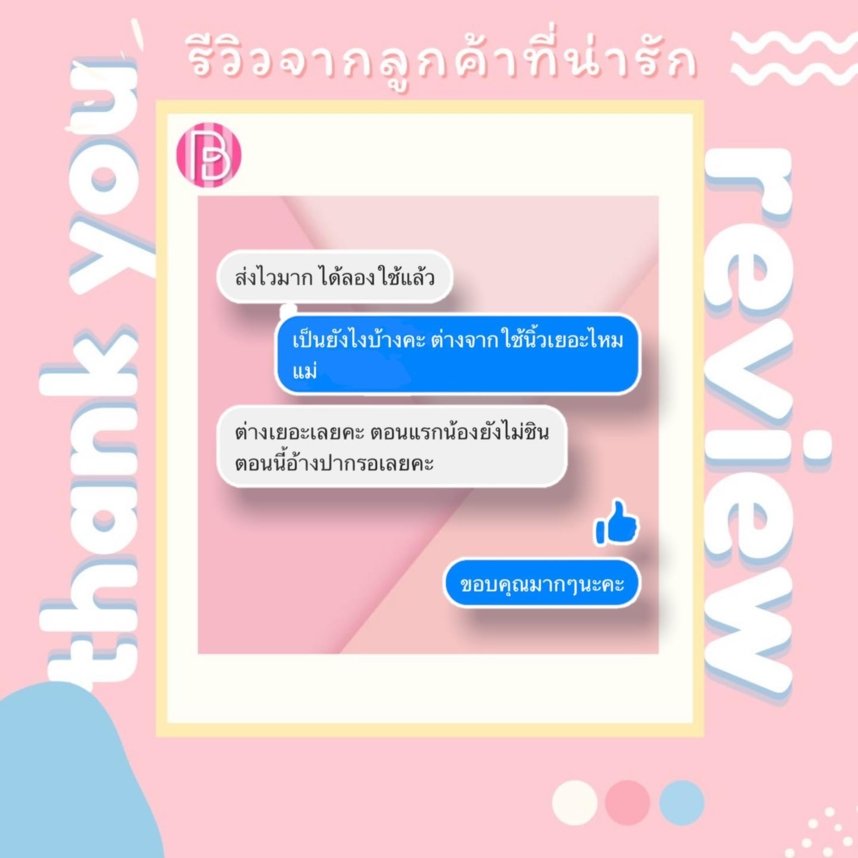 รีวิวจากลูกค้าที่น่ารัก
thank you
review
B
ส่งไวมาก ได้ลองใช้แล้ว
เป็นยังไงบ้างคะ ต่างจากใช้นิ้วเยอะไหม
แม่
ต่างเยอะเลยคะ ตอนแรกน้องยังไม่ชิน
ตอนนี้อ้างปากรอเลยคะ
ขอบคุณมากๆนะคะ